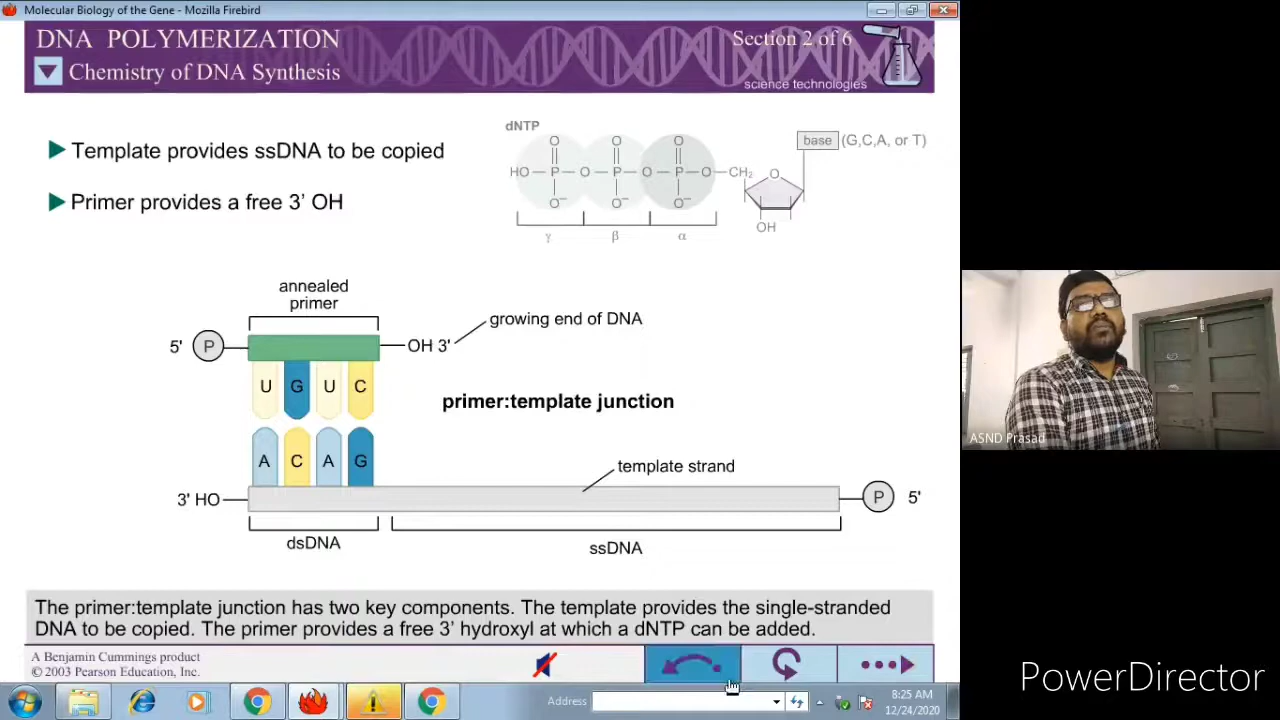 Molecular Biology of the Gene - Mozilla Firebird
DNA POLYMERIZATION
Section 2 of 6
Chemistry of DNA Synthesis
science technologies
Template provides ssDNA to be copied
Primer provides a free 3’ OH
dNTP
base (G,C,A, or T)
O O O O
HO P O P O P O CH2
O− O− O−
OH
γ β α
annealed
primer
growing end of DNA
5' P OH 3'
U G U C
primer:template junction
A C A G
template strand
3' HO P 5'
dsDNA
ssDNA
The primer:template junction has two key components. The template provides the single-stranded
DNA to be copied. The primer provides a free 3’ hydroxyl at which a dNTP can be added.
A Benjamin Cummings product
© 2003 Pearson Education, Inc.
Address
8:25 AM
12/24/2020
ASND Prasad
PowerDirector